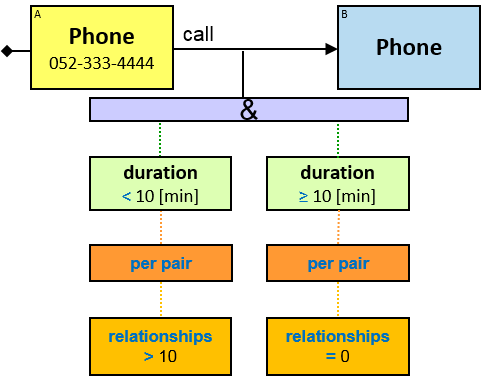 A
Phone
052-333-4444
call
B
Phone
&
duration
< 10 [min]
duration
≥ 10 [min]
per pair
per pair
relationships
> 10
relationships
= 0